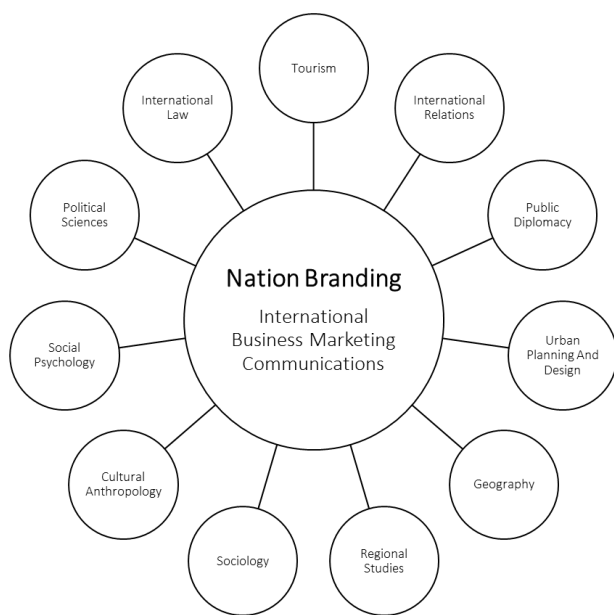 Nation Branding
International
Business Marketing
Communications
Tourism
International
Relations
Public
Diplomacy
Urban
Planning And
Design
Geography
Regional
Studies
Sociology
Cultural
Anthropology
Social
Psychology
Political
Sciences
International
Law